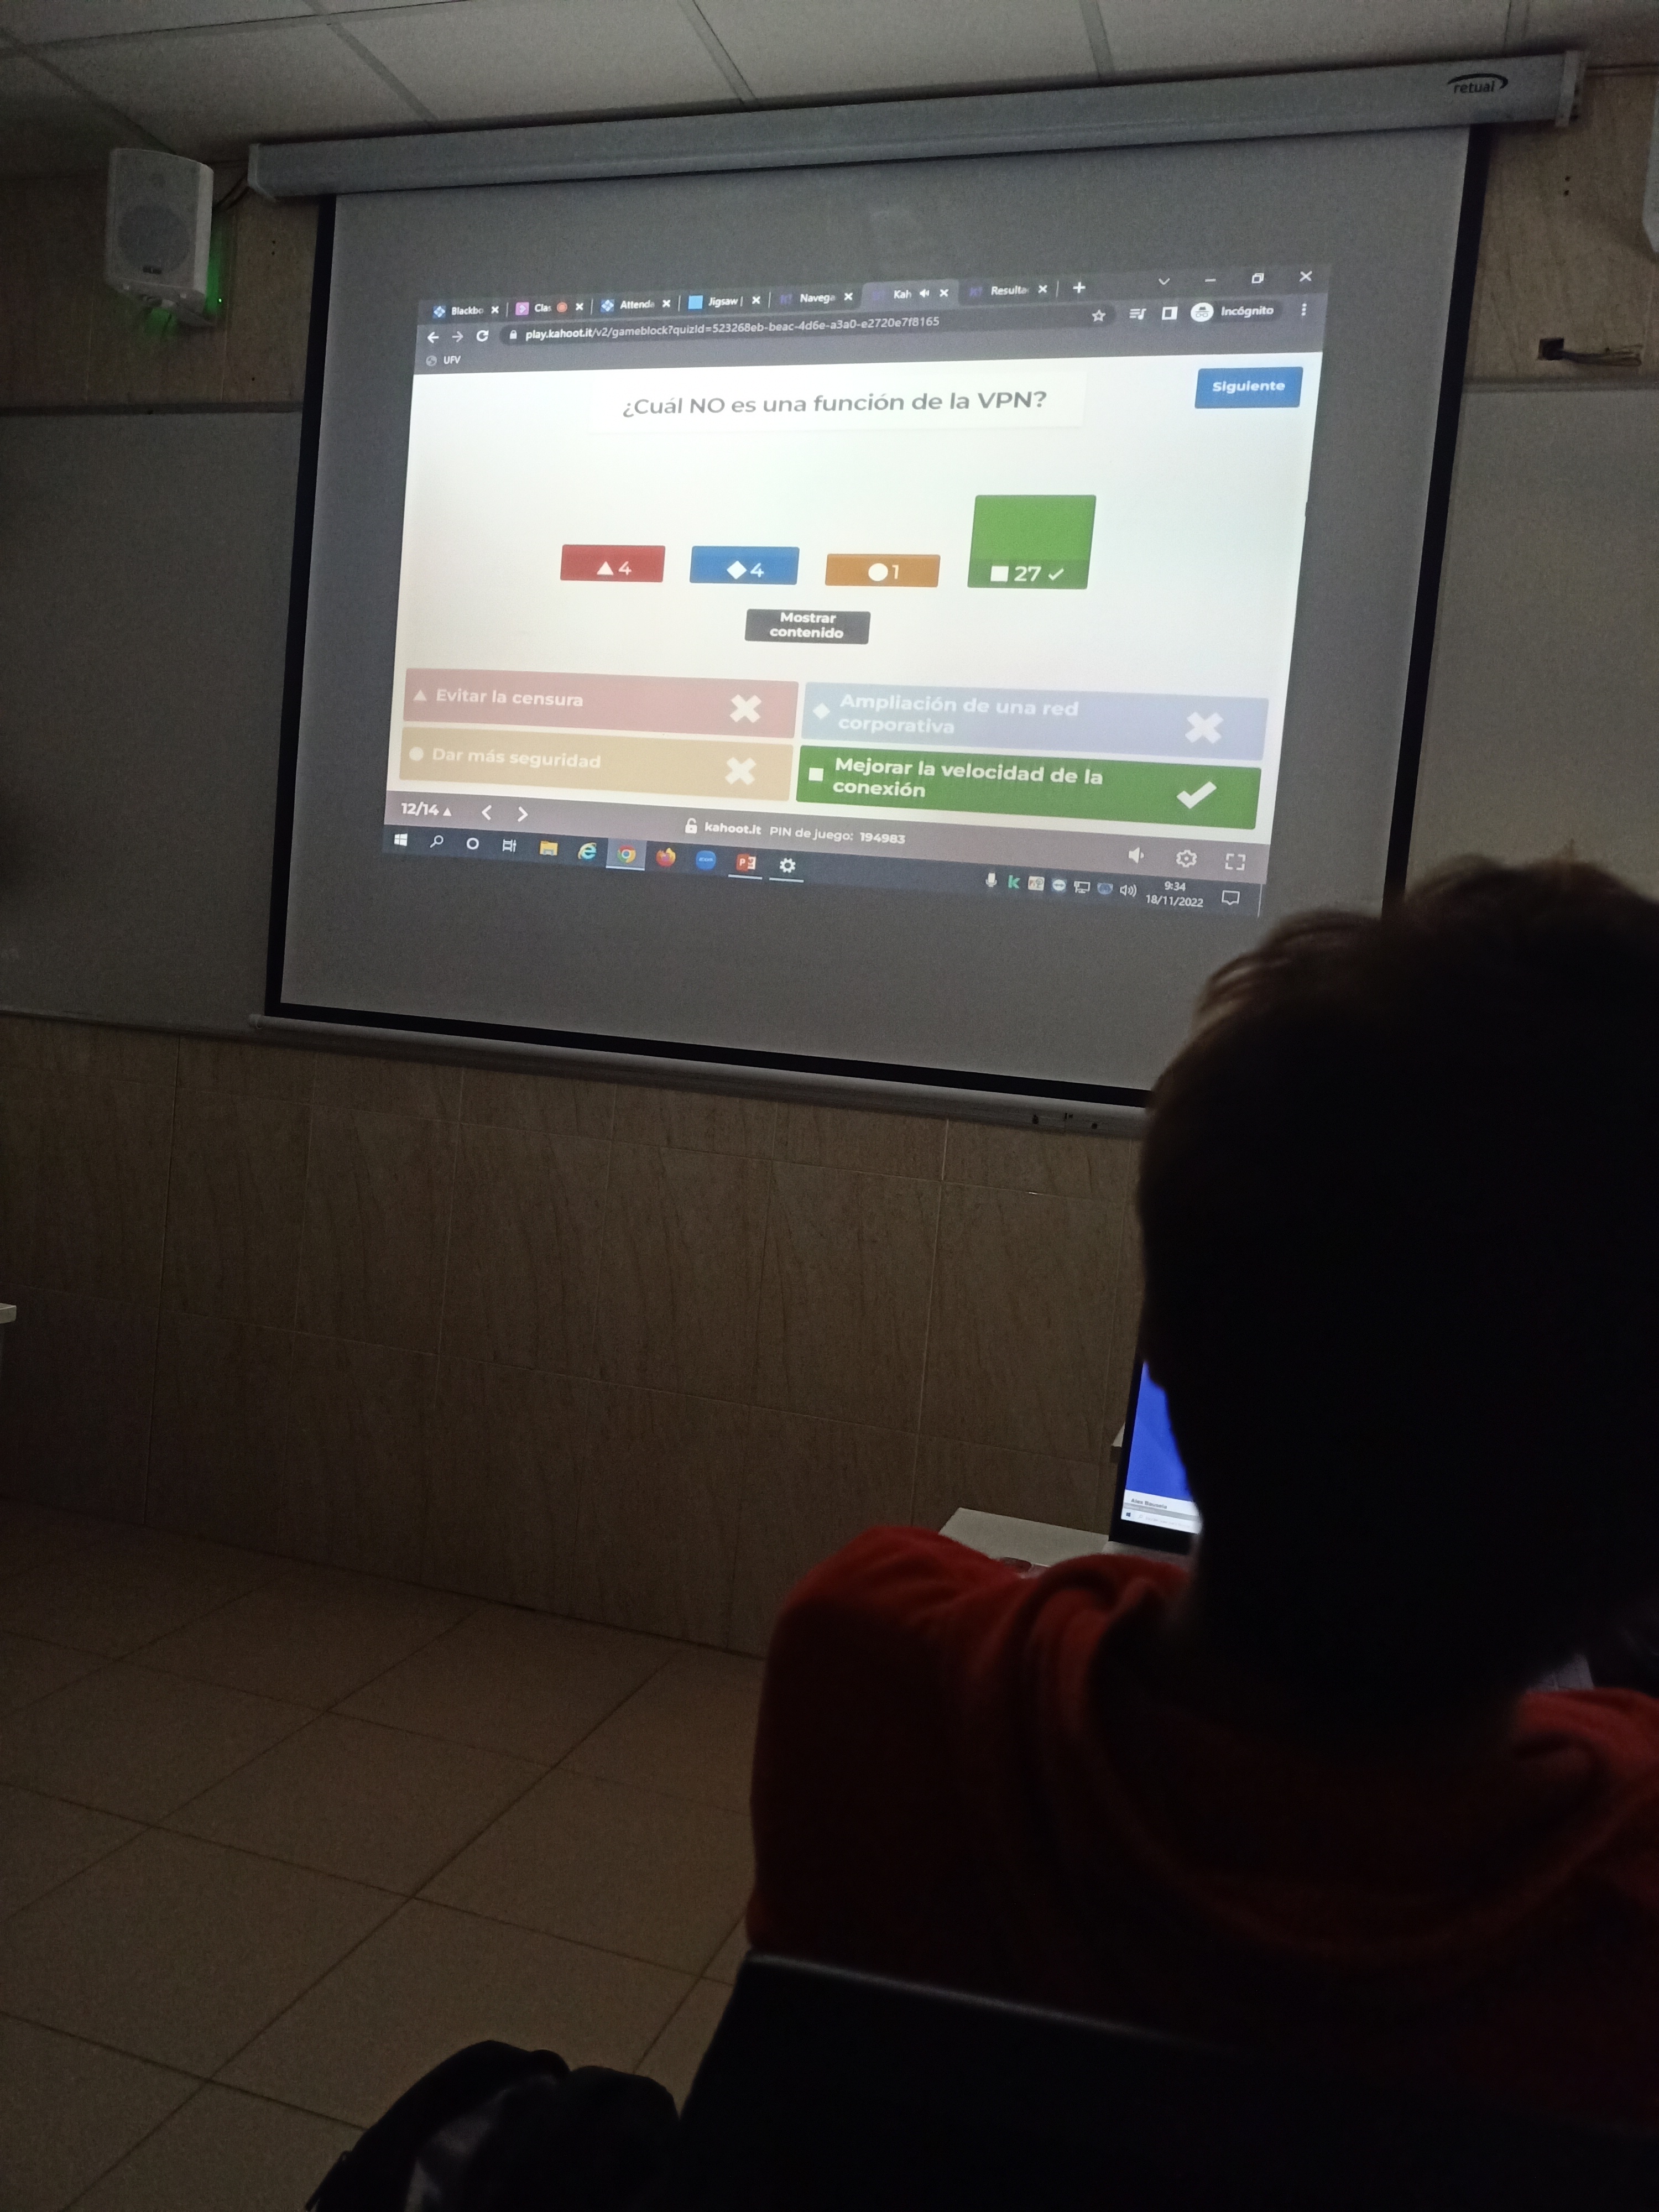 retual
Blackbo
Clas
Attenda
Jigsaw |
Navega
Kah
Resulta
play.kahoot.it/v2/gameblock?quizId=523268eb-beac-4d6e-a3a0-e2720e7f8165
Incógnito
UFV
¿Cuál NO es una función de la VPN?
Siguiente
4
4
1
27
Mostrar
contenido
Evitar la censura
Ampliación de una red
corporativa
Dar más seguridad
Mejorar la velocidad de la
conexión
12/14
kahoot.it PIN de juego: 194983
9:34
18/11/2022